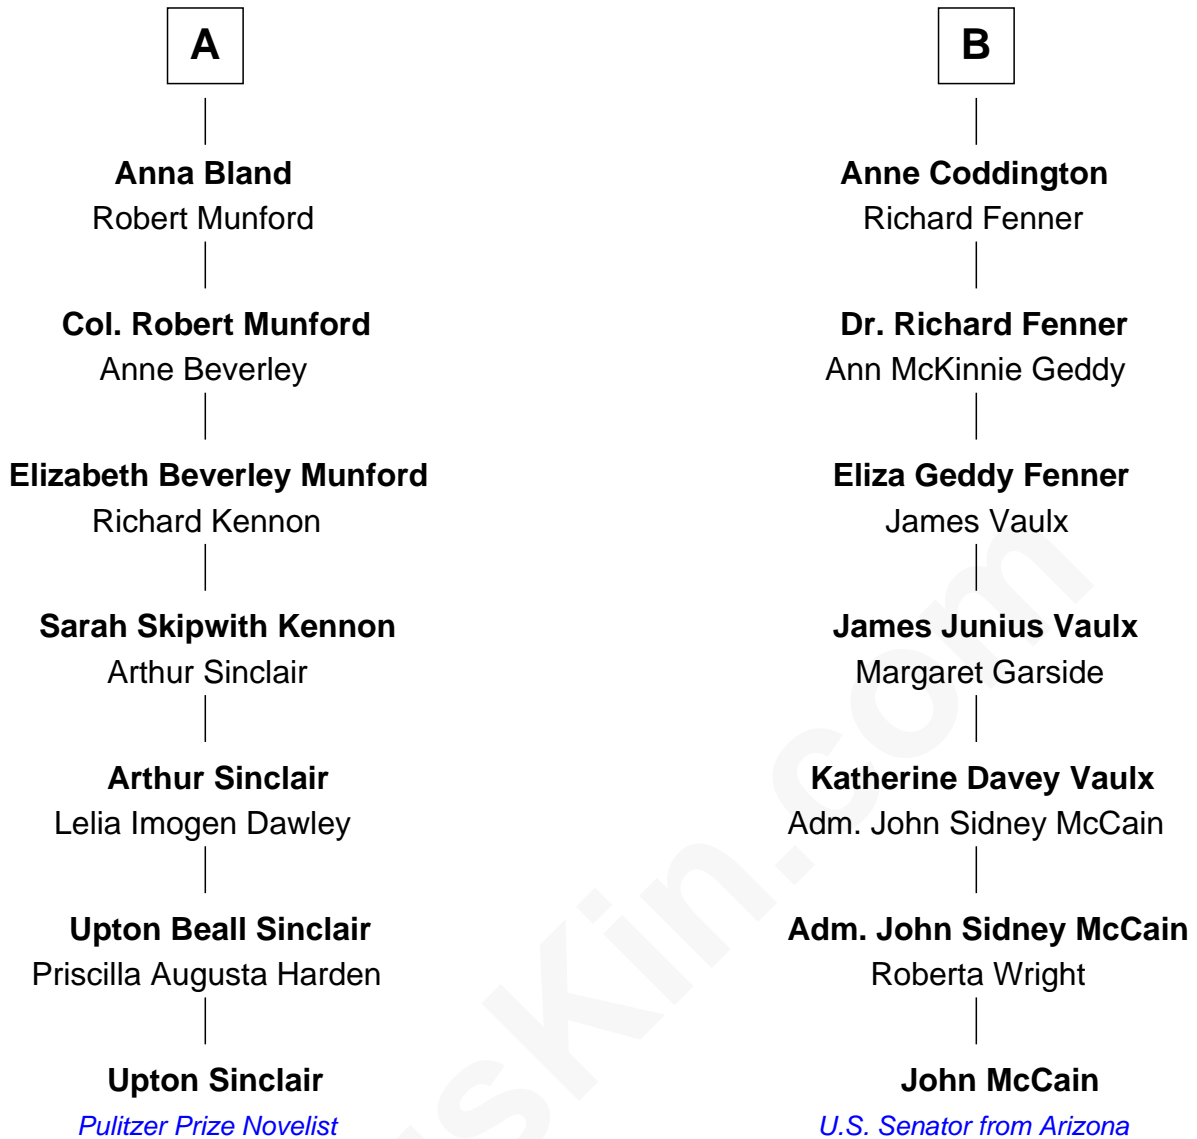 A
Anna Bland
Robert Munford
Col. Robert Munford
Anne Beverley
Elizabeth Beverley Munford
Richard Kennon
Sarah Skipwith Kennon
Arthur Sinclair
Arthur Sinclair
Lelia Imogen Dawley
Upton Beall Sinclair
Priscilla Augusta Harden
Upton Sinclair
Pulitzer Prize Novelist
B
Anne Coddington
Richard Fenner
Dr. Richard Fenner
Ann McKinnie Geddy
Eliza Geddy Fenner
James Vaulx
James Junius Vaulx
Margaret Garside
Katherine Davey Vaulx
Adm. John Sidney McCain
Adm. John Sidney McCain
Roberta Wright
John McCain
U.S. Senator from Arizona